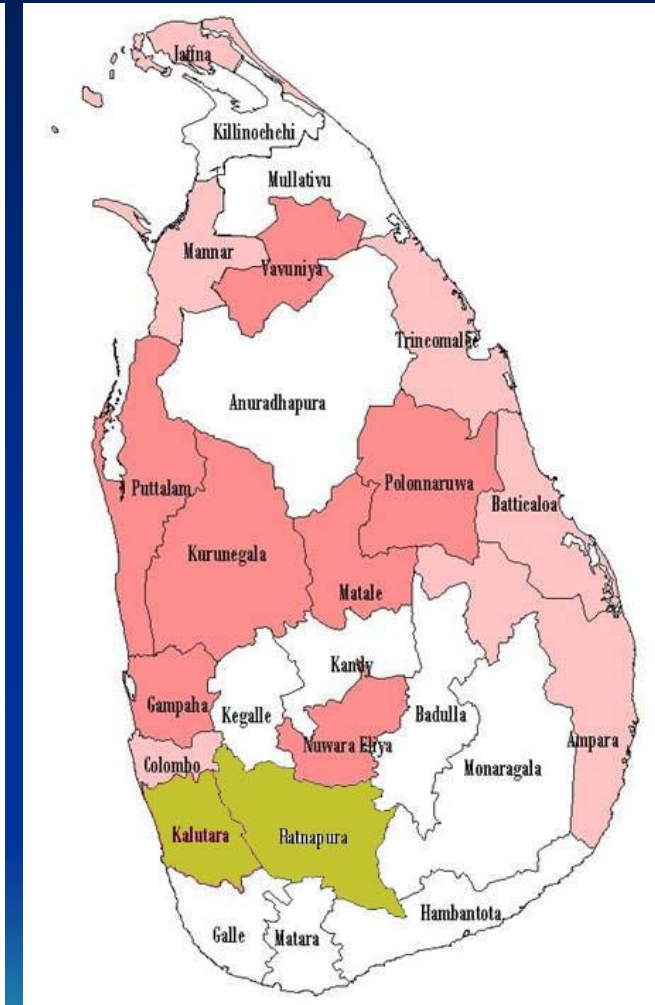 Jaffna
Killinochchi
Mullativu
Mannar
Vavuniya
Trincomalee
Anuradhapura
Puttalam
Polonnaruwa
Batticaloa
Kurunegala
Matale
Kandy
Gampaha
Kegalle
Nuwara Eliya
Badulla
Ampara
Colombo
Monaragala
Kalutara
Ratnapura
Hambantota
Galle
Matara